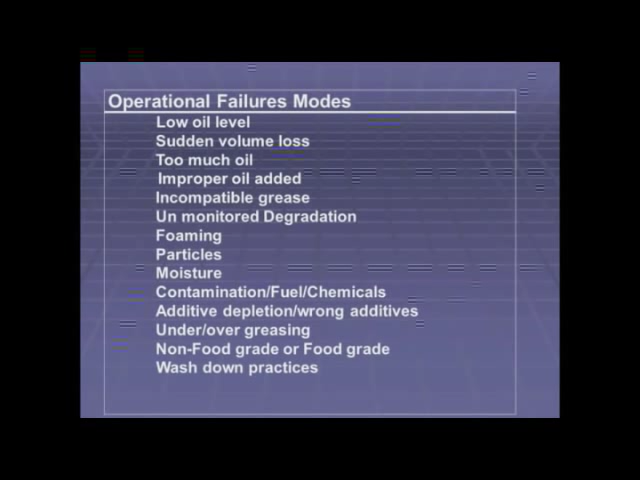 Operational Failures Modes
Low oil level
Sudden volume loss
Too much oil
Improper oil added
Incompatible grease
Un monitored Degradation
Foaming
Particles
Moisture
Contamination/Fuel/Chemicals
Additive depletion/wrong additives
Under/over greasing
Non-Food grade or Food grade
Wash down practices